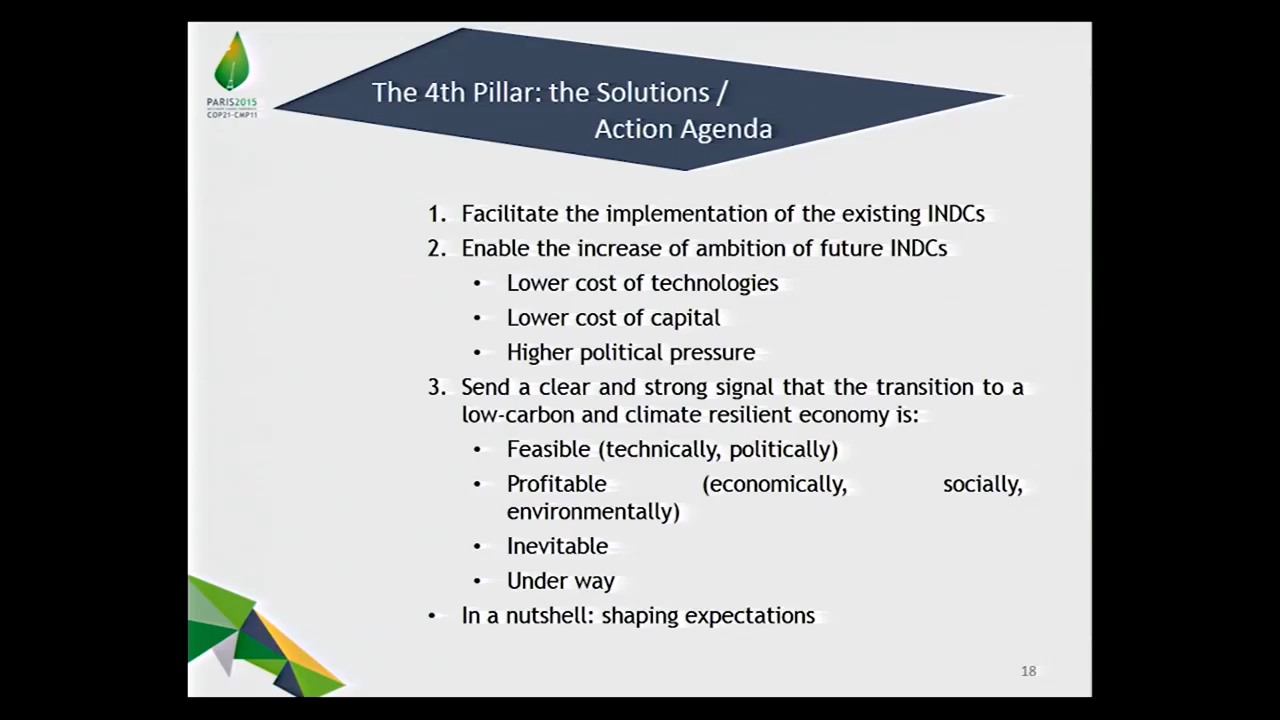 PARIS2015
COP21-CMP11
The 4th Pillar: the Solutions /
Action Agenda
1. Facilitate the implementation of the existing INDCs
2. Enable the increase of ambition of future INDCs
• Lower cost of technologies
• Lower cost of capital
• Higher political pressure
3. Send a clear and strong signal that the transition to a
low-carbon and climate resilient economy is:
• Feasible (technically, politically)
• Profitable (economically, socially,
environmentally)
• Inevitable
• Under way
• In a nutshell: shaping expectations
18